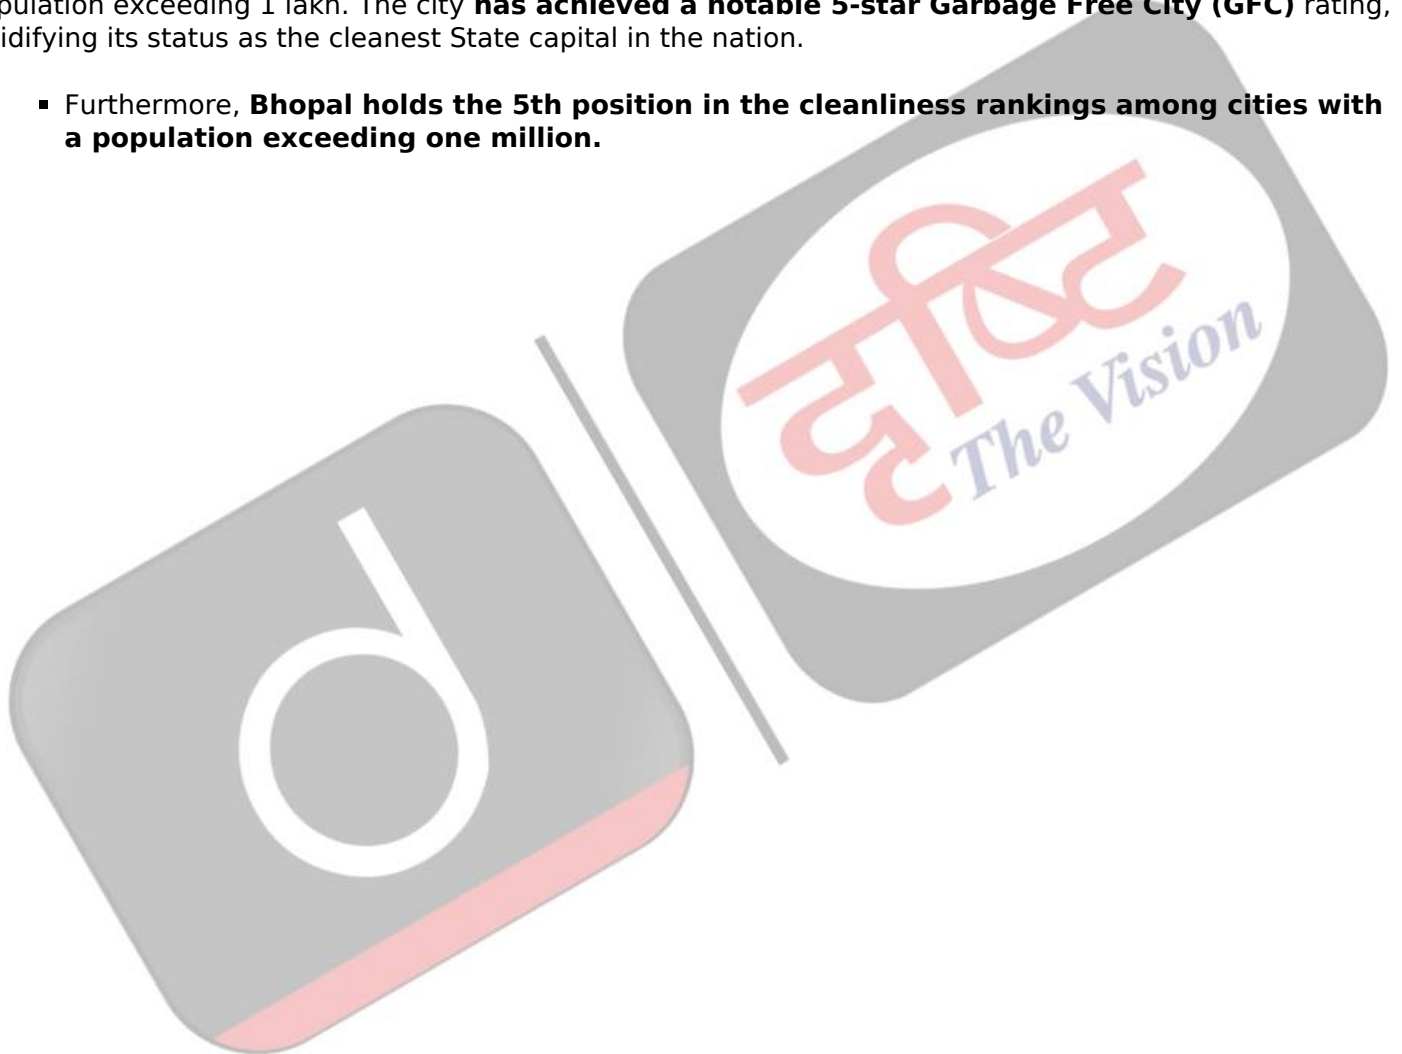 pulation exceeding 1 lakh. The city has achieved a notable 5-star Garbage Free City (GFC) rating,
idifying its status as the cleanest State capital in the nation.
▪ Furthermore, Bhopal holds the 5th position in the cleanliness rankings among cities with
a population exceeding one million.
दृष्टि
The Vision
d